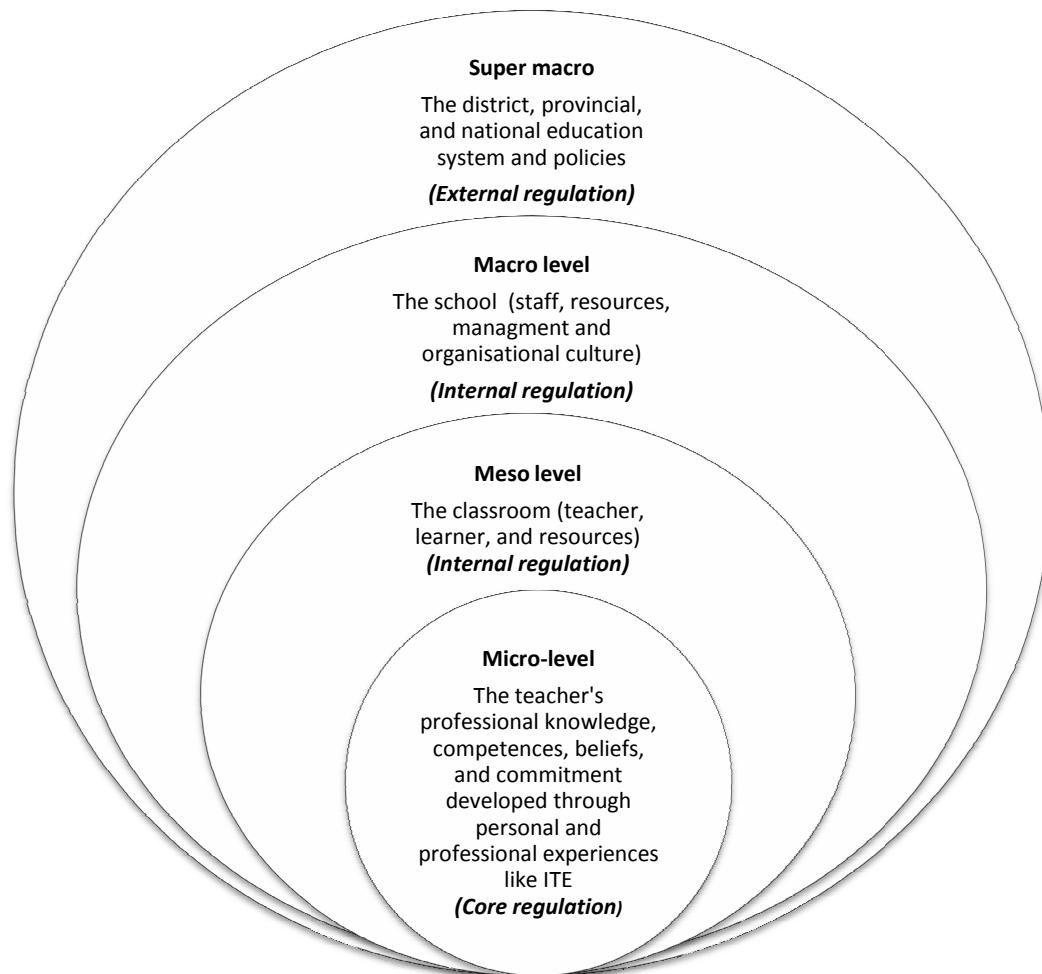 Super macro
The district, provincial,
and national education
system and policies
(External regulation)
Macro level
The school  (staff, resources,
managment and
organisational culture)
(Internal regulation)
Meso level
The classroom (teacher,
learner, and resources)
(Internal regulation)
Micro-level
The teacher's
professional knowledge,
competences, beliefs,
and commitment
developed through
personal and
professional experiences
like ITE
(Core regulation)